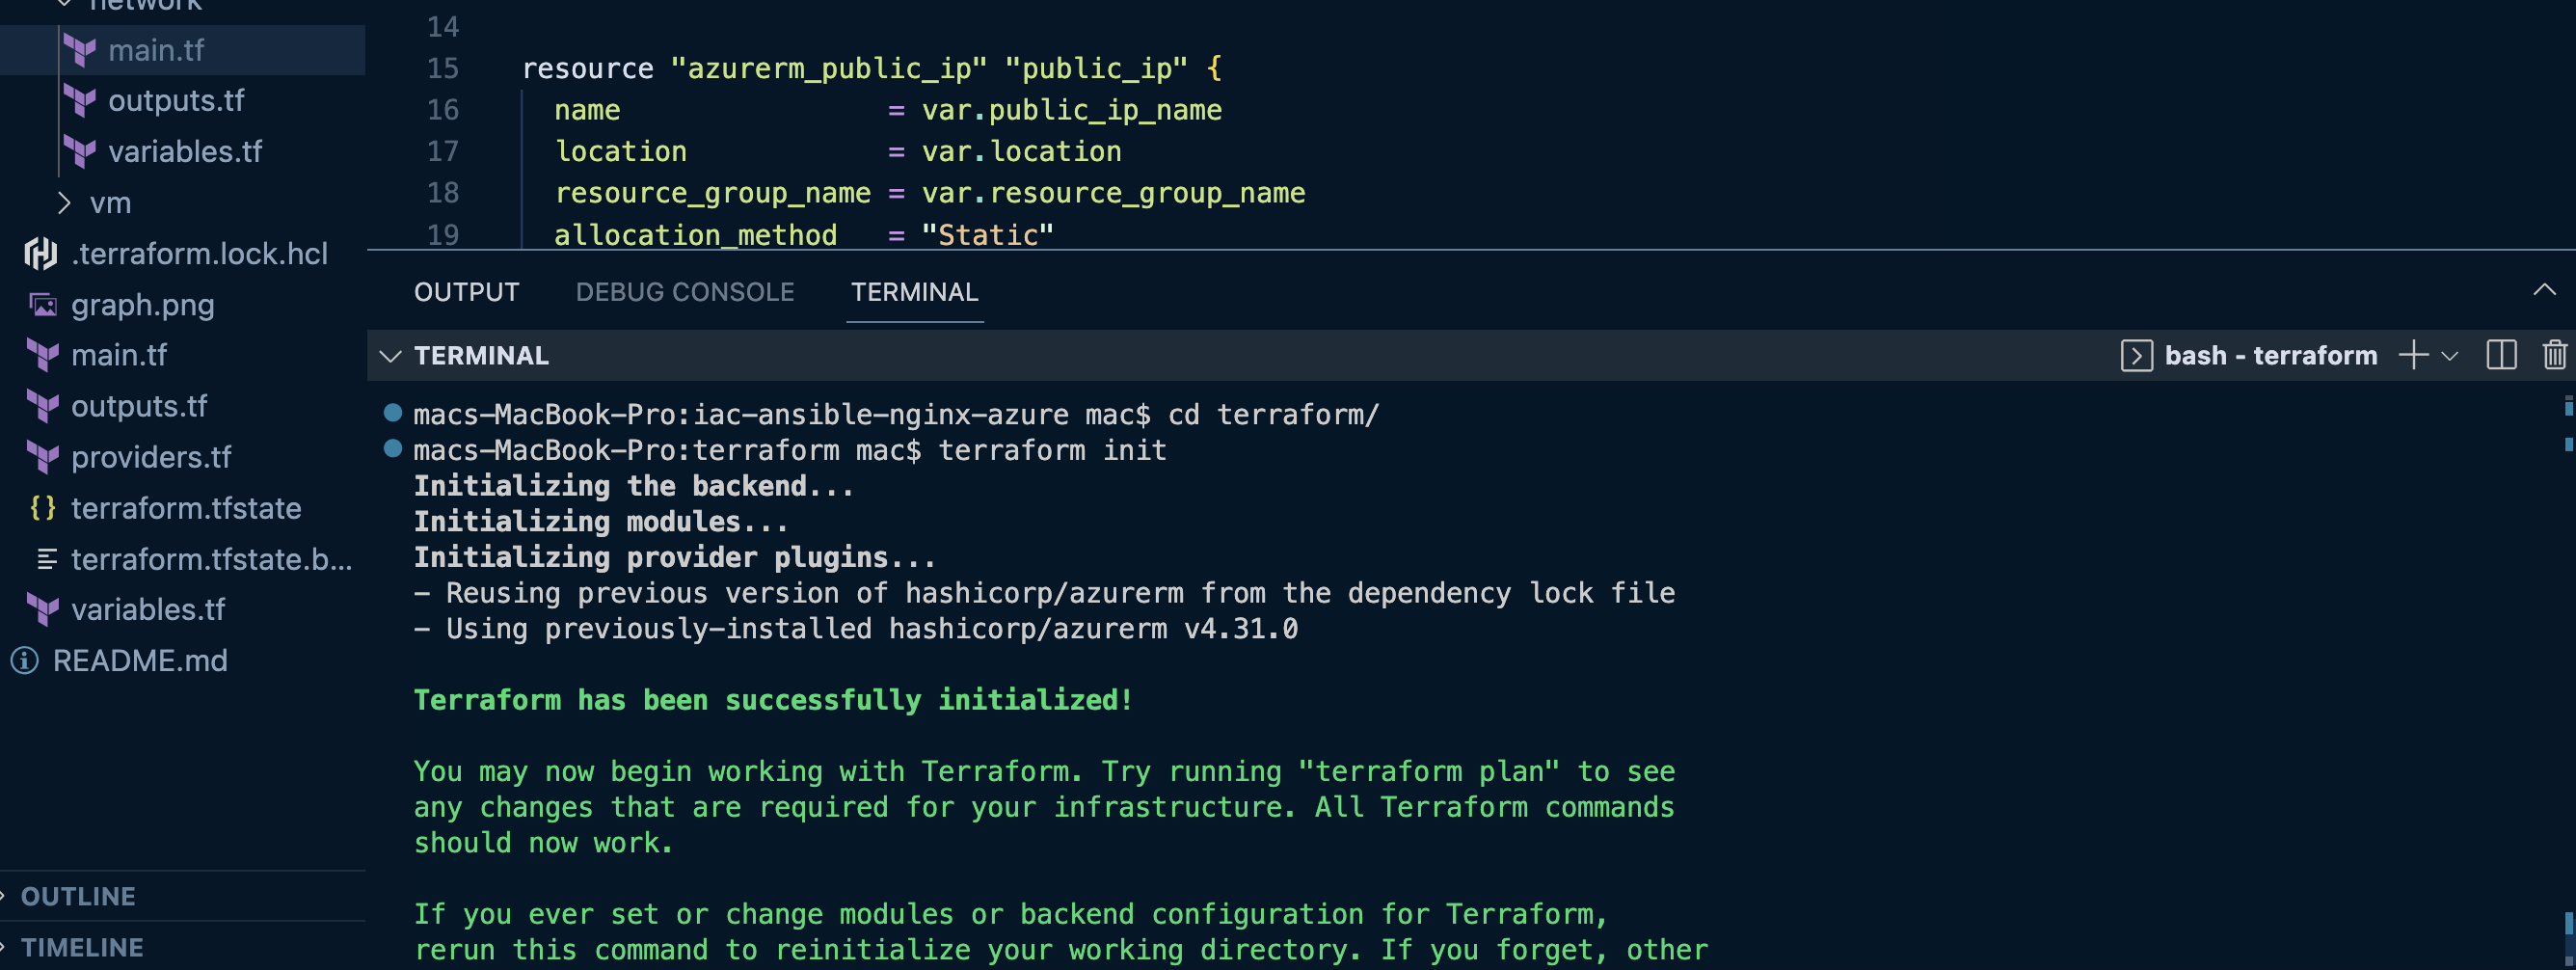 network
main.tf
outputs.tf
variables.tf
vm
.terraform.lock.hcl
graph.png
main.tf
outputs.tf
providers.tf
terraform.tfstate
terraform.tfstate.b...
variables.tf
README.md
OUTLINE
TIMELINE
14
15 resource "azurerm_public_ip" "public_ip" {
16 name = var.public_ip_name
17 location = var.location
18 resource_group_name = var.resource_group_name
19 allocation_method = "Static"
OUTPUT DEBUG CONSOLE TERMINAL
TERMINAL bash - terraform
macs-MacBook-Pro:iac-ansible-nginx-azure mac$ cd terraform/
macs-MacBook-Pro:terraform mac$ terraform init
Initializing the backend...
Initializing modules...
Initializing provider plugins...
- Reusing previous version of hashicorp/azurerm from the dependency lock file
- Using previously-installed hashicorp/azurerm v4.31.0
Terraform has been successfully initialized!
You may now begin working with Terraform. Try running "terraform plan" to see
any changes that are required for your infrastructure. All Terraform commands
should now work.
If you ever set or change modules or backend configuration for Terraform,
rerun this command to reinitialize your working directory. If you forget, other